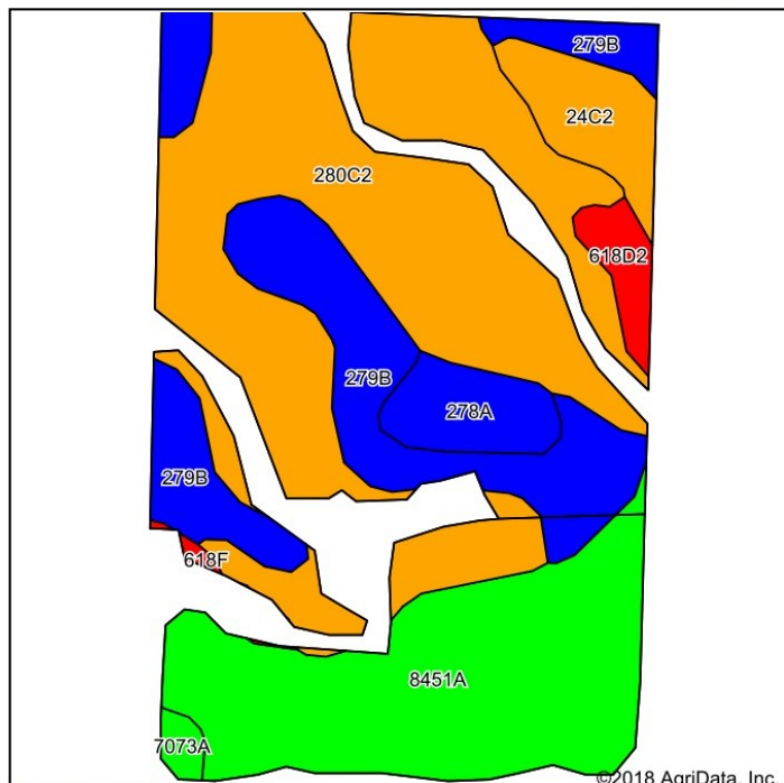 279B
24C2
280C2
618D2
279B
278A
279B
618F
8451A
7073A
©2018 AgriData, Inc.